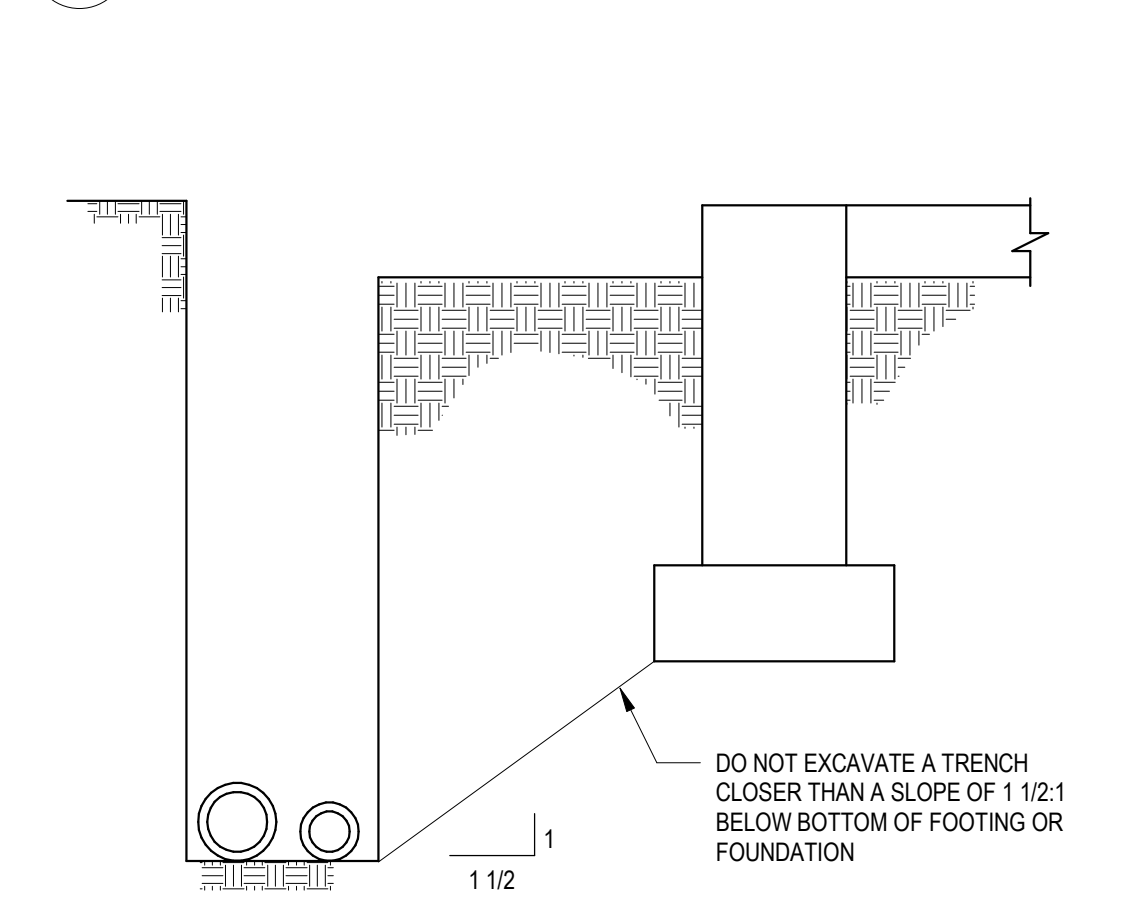 DO NOT EXCAVATE A TRENCH
CLOSER THAN A SLOPE OF 1 1/2:1
BELOW BOTTOM OF FOOTING OR
FOUNDATION
1
1 1/2